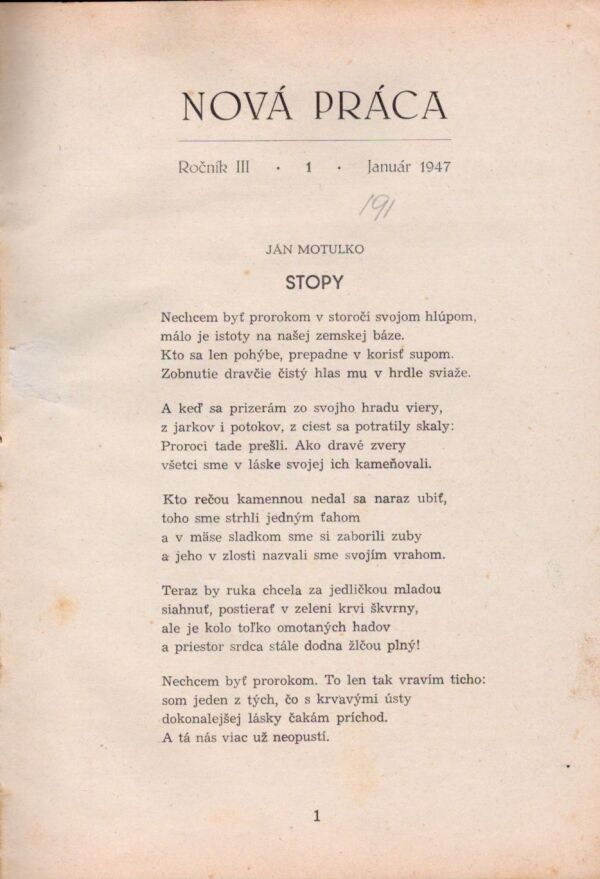 NOVÁ PRÁCA
Ročník III · 1 · Január 1947
191
JÁN MOTULKO
STOPY
Nechcem byť prorokom v storočí svojom hlúpom,
málo je istoty na našej zemskej báze.
Kto sa len pohýbe, prepadne v korisť supom.
Zobnutie dravčie čistý hlas mu v hrdle sviaže.
A keď sa prizerám zo svojho hradu viery,
z jarkov i potokov, z ciest sa potratily skaly:
Proroci tade prešli. Ako dravé zvery
všetci sme v láske svojej ich kameňovali.
Kto rečou kamennou nedal sa naraz ubiť,
toho sme strhli jedným ťahom
a v mäse sladkom sme si zaborili zuby
a jeho v zlosti nazvali sme svojím vrahom.
Teraz by ruka chcela za jedličkou mladou
siahnuť, postierať v zeleni krvi škvrny,
ale je kolo toľko omotaných hadov
a priestor srdca stále dodna žlčou plný!
Nechcem byť prorokom. To len tak vravím ticho:
som jeden z tých, čo s krvavými ústy
dokonalejšej lásky čakám príchod.
A tá nás viac už neopustí.
1